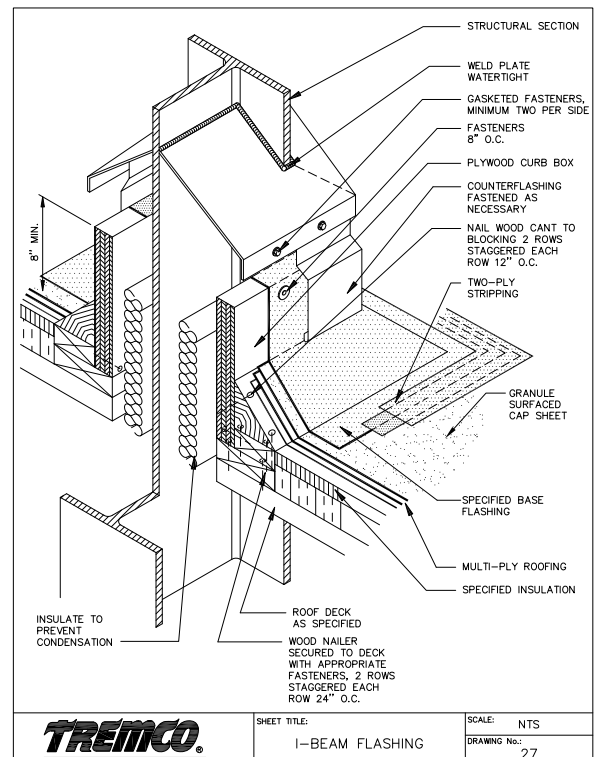 STRUCTURAL SECTION
WELD PLATE
WATERTIGHT
GASKETED FASTENERS,
MINIMUM TWO PER SIDE
FASTENERS
8" O.C.
PLYWOOD CURB BOX
COUNTERFLASHING
FASTENED AS
NECESSARY
NAIL WOOD CANT TO
BLOCKING 2 ROWS
STAGGERED EACH
ROW 12" O.C.
TWO-PLY
STRIPPING
8" MIN.
GRANULE
SURFACED
CAP SHEET
SPECIFIED BASE
FLASHING
MULTI-PLY ROOFING
SPECIFIED INSULATION
ROOF DECK
AS SPECIFIED
INSULATE TO
PREVENT
CONDENSATION
WOOD NAILER
SECURED TO DECK
WITH APPROPRIATE
FASTENERS, 2 ROWS
STAGGERED EACH
ROW 24" O.C.
TREMCO®
SHEET TITLE:
I-BEAM FLASHING
SCALE: NTS
DRAWING No.:
27